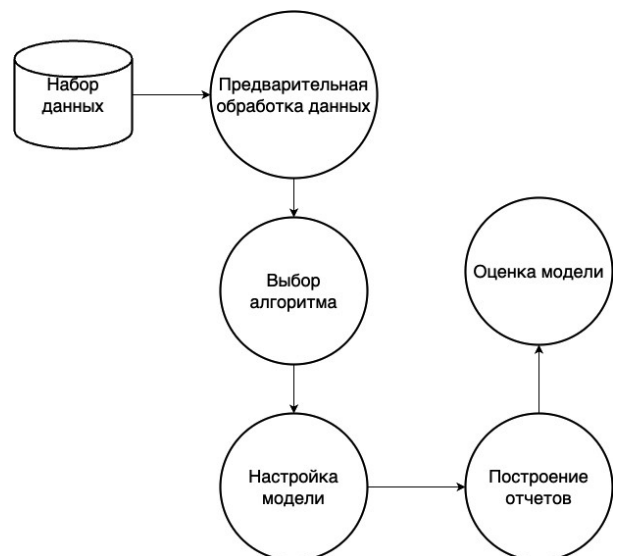 Набор
данных
Предварительная
обработка данных
Выбор
алгоритма
Настройка
модели
Построение
отчетов
Оценка модели